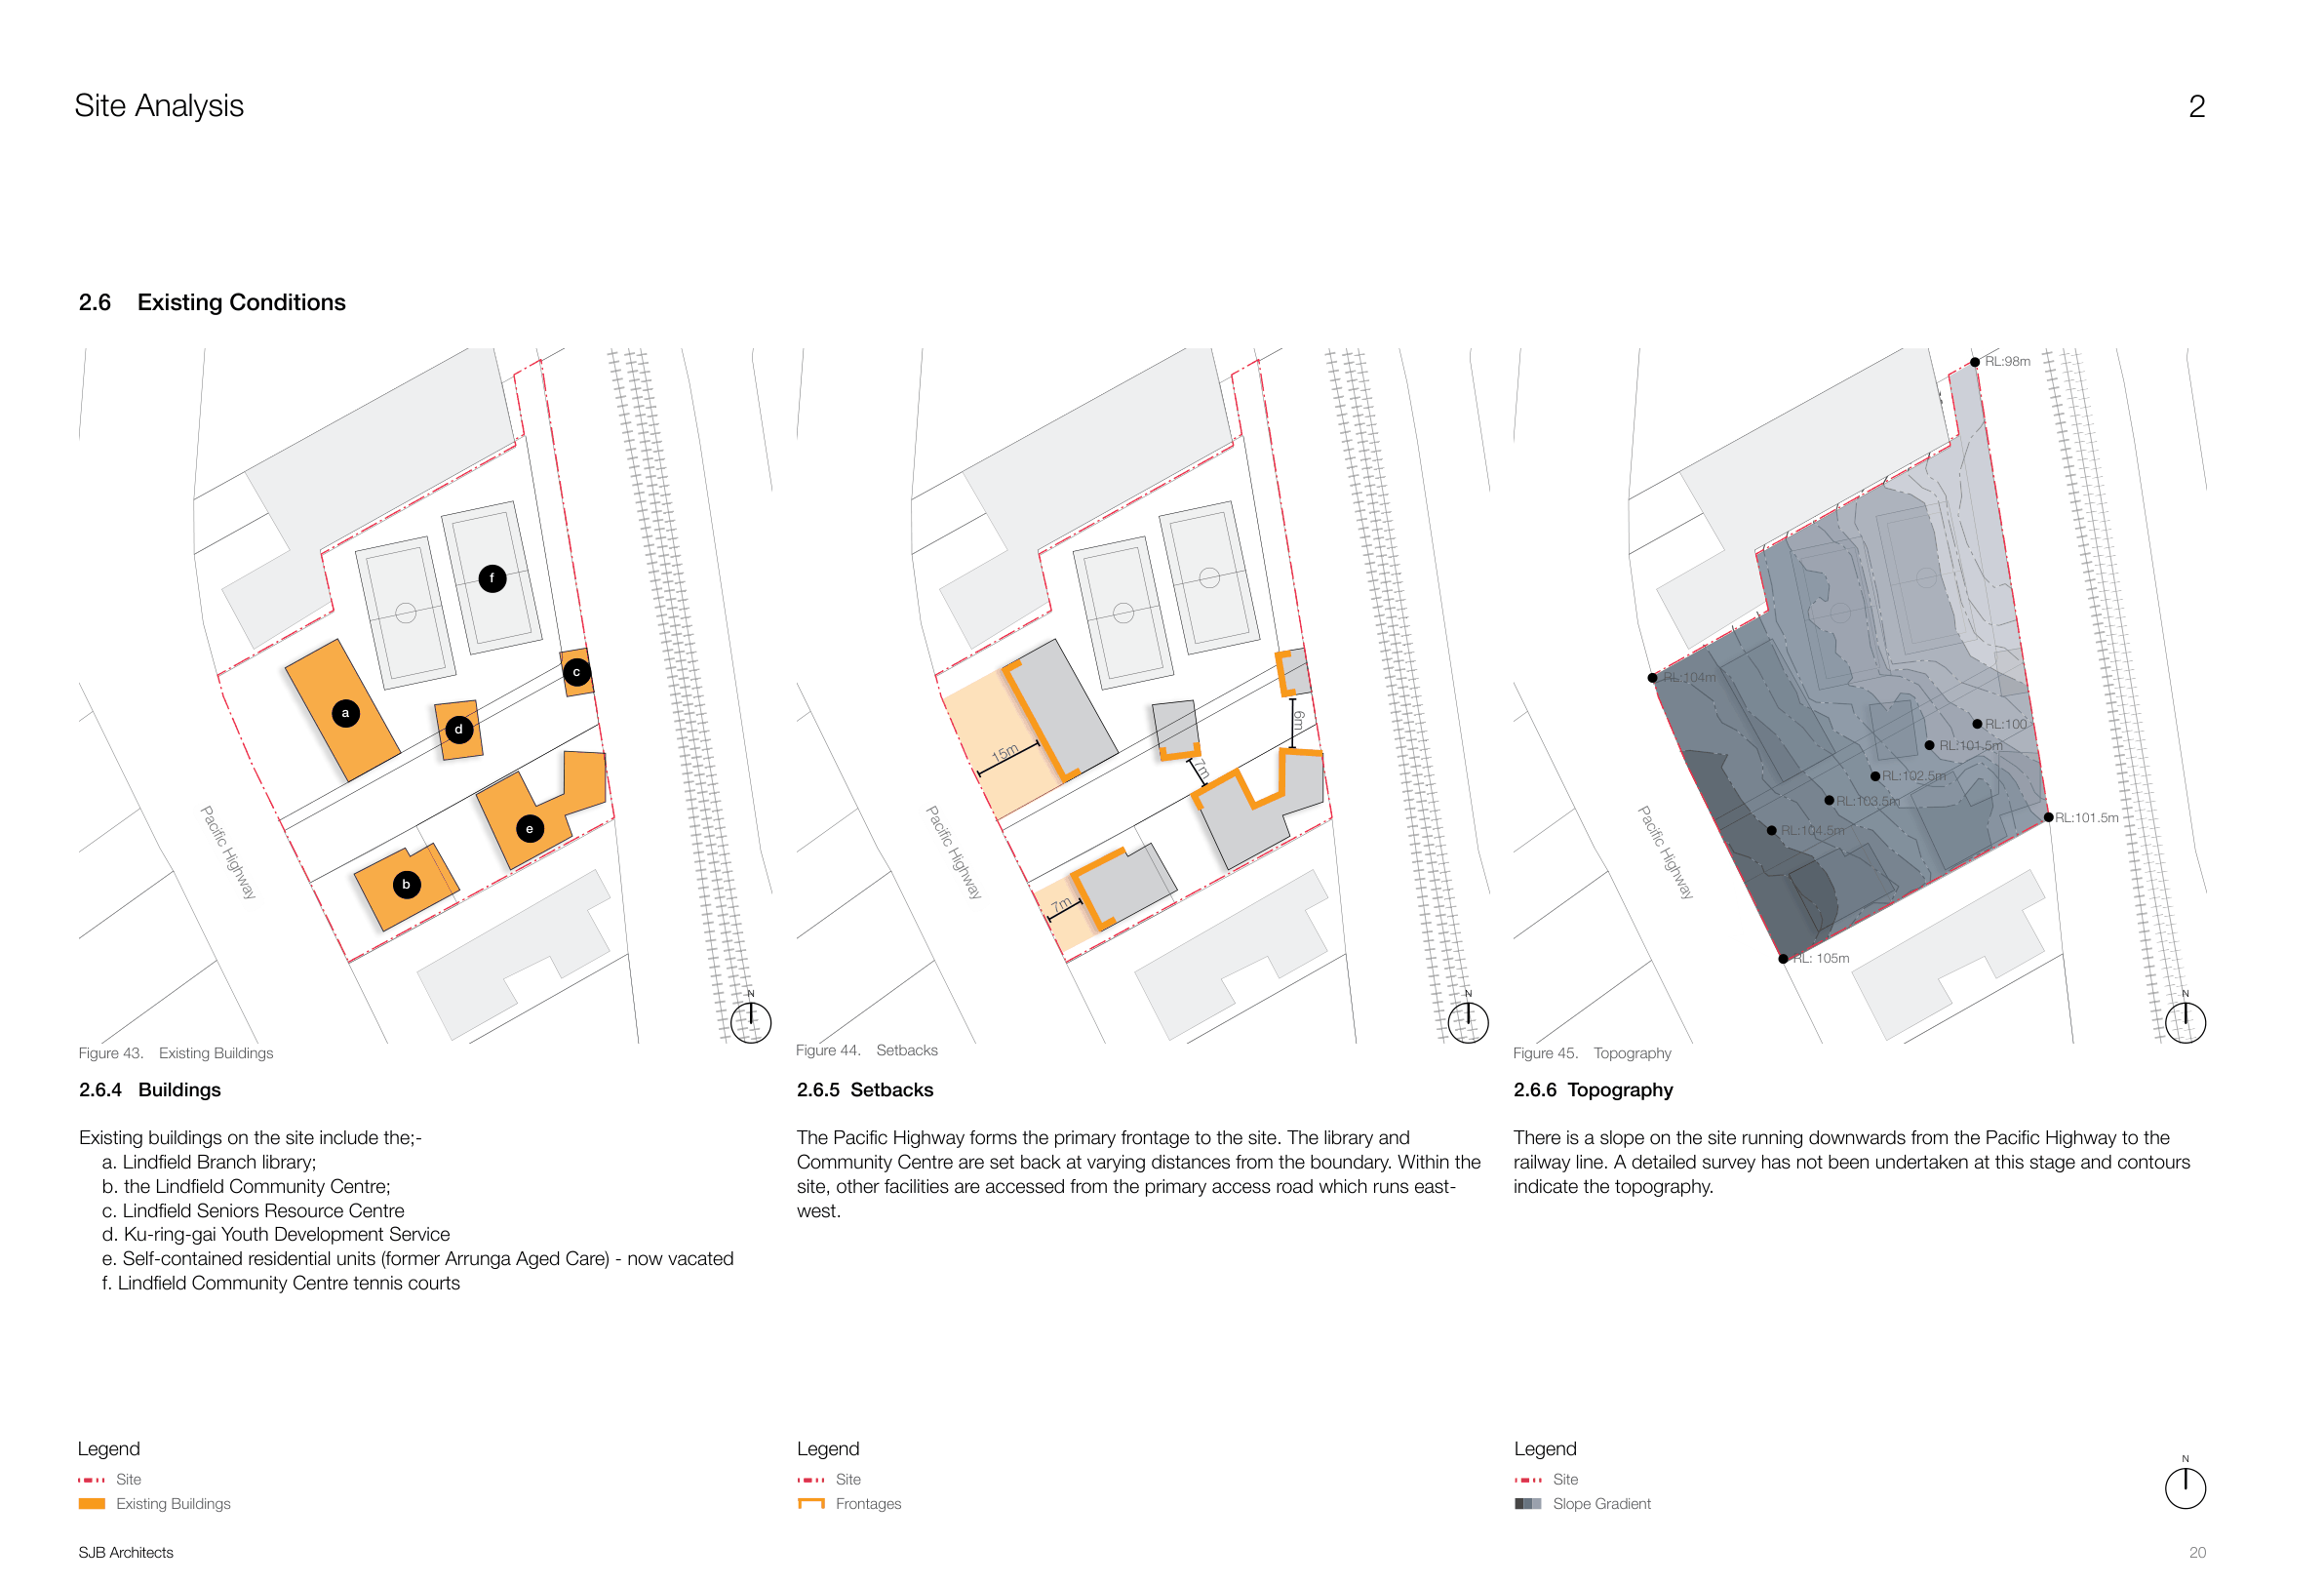 Site Analysis
2
2.6 Existing Conditions
a
b
c
d
e
f
Pacific Highway
N
Figure 43. Existing Buildings
2.6.4 Buildings
Existing buildings on the site include the;-
a. Lindfield Branch library;
b. the Lindfield Community Centre;
c. Lindfield Seniors Resource Centre
d. Ku-ring-gai Youth Development Service
e. Self-contained residential units (former Arrunga Aged Care) - now vacated
f. Lindfield Community Centre tennis courts
Legend
Site
Existing Buildings
15m
7m
7m
6m
Pacific Highway
N
Figure 44. Setbacks
2.6.5 Setbacks
The Pacific Highway forms the primary frontage to the site. The library and
Community Centre are set back at varying distances from the boundary. Within the
site, other facilities are accessed from the primary access road which runs east-
west.
Legend
Site
Frontages
RL:98m
RL:104m
RL:100
RL:101.5m
RL:102.5m
RL:103.5m
RL:104.5m
RL:101.5m
RL: 105m
Pacific Highway
N
Figure 45. Topography
2.6.6 Topography
There is a slope on the site running downwards from the Pacific Highway to the
railway line. A detailed survey has not been undertaken at this stage and contours
indicate the topography.
Legend
Site
Slope Gradient
N
SJB Architects
20